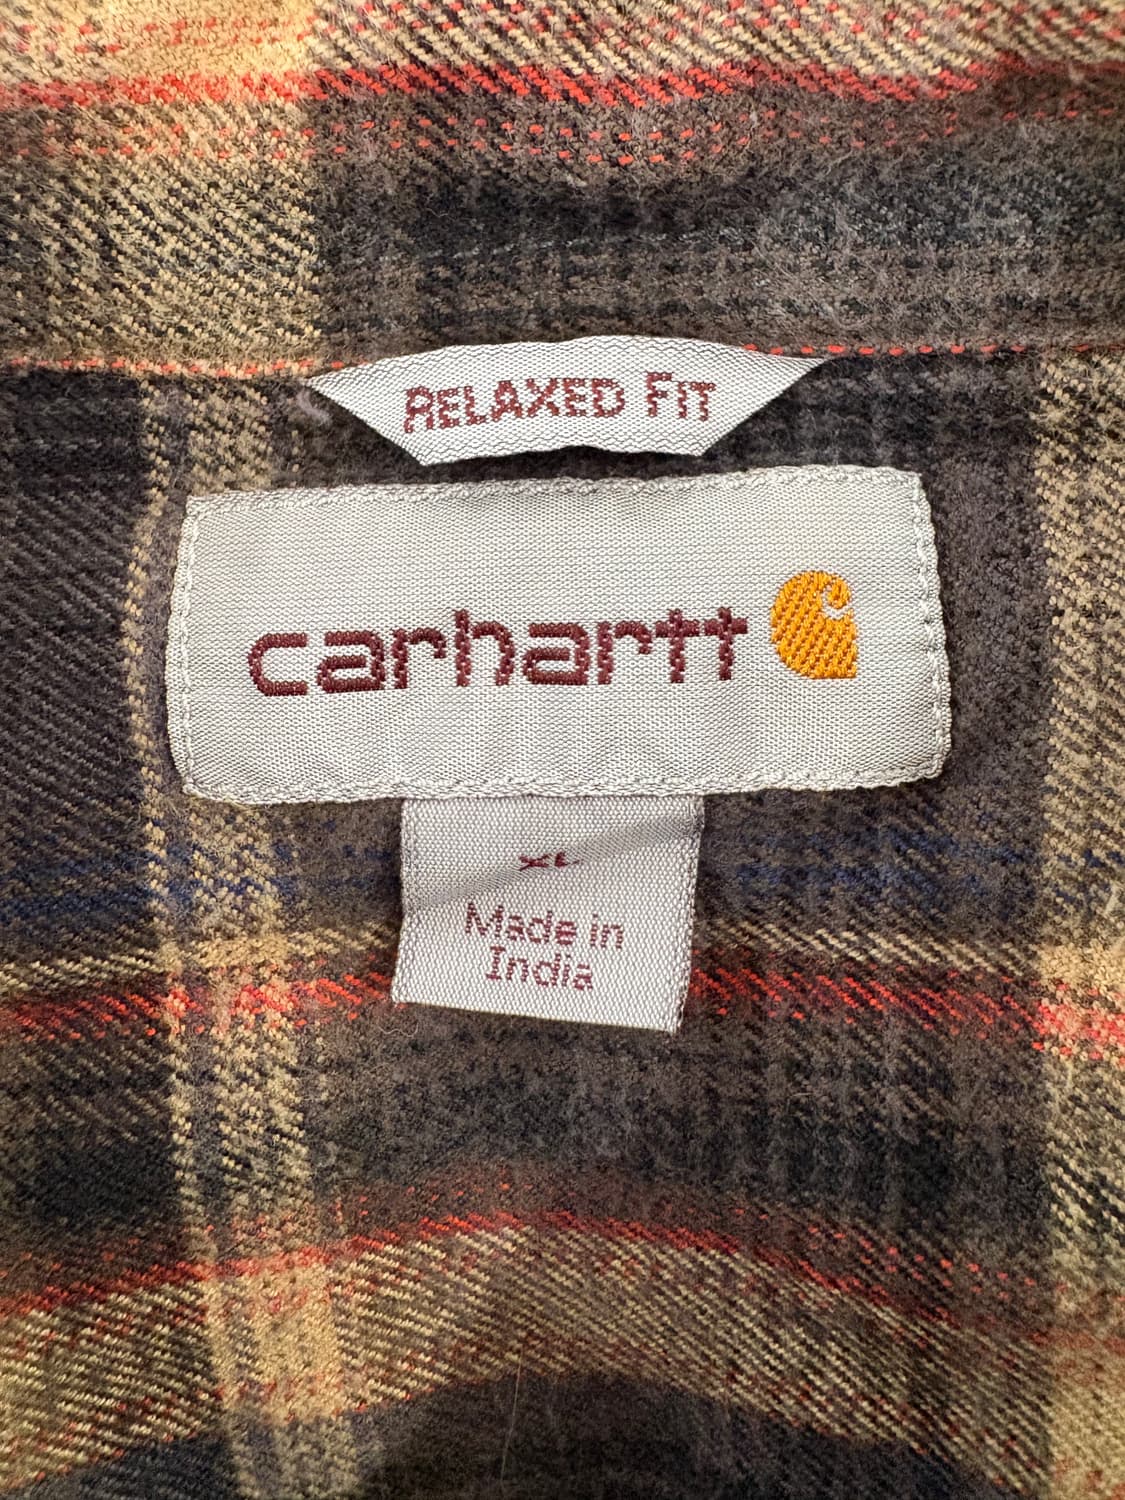 RELAXED FIT
carhartt
XL
Made in
India